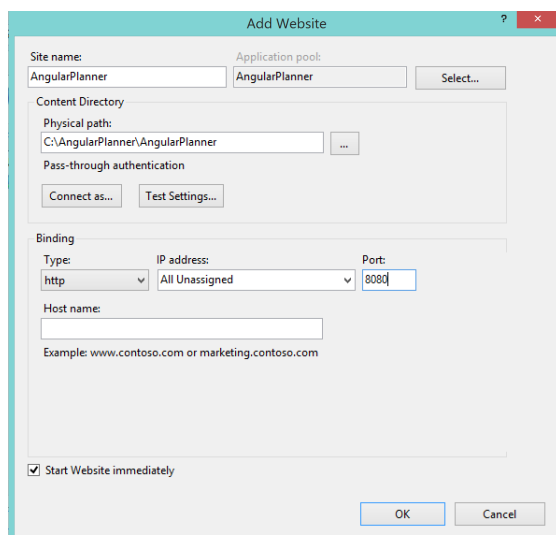 Add Website
? ×
Site name: Application pool:
AngularPlanner AngularPlanner Select...
Content Directory
Physical path:
C:\AngularPlanner\AngularPlanner ...
Pass-through authentication
Connect as... Test Settings...
Binding
Type: IP address: Port:
http All Unassigned 8080
Host name:
Example: www.contoso.com or marketing.contoso.com
Start Website immediately
OK Cancel